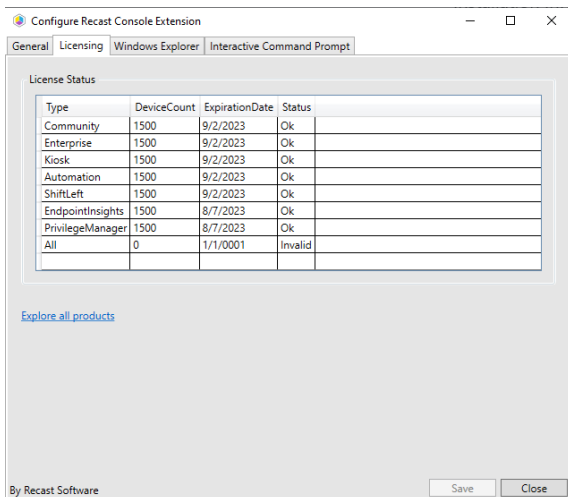 Configure Recast Console Extension
General Licensing Windows Explorer Interactive Command Prompt
License Status
Type DeviceCount ExpirationDate Status
Community 1500 9/2/2023 Ok
Enterprise 1500 9/2/2023 Ok
Kiosk 1500 9/2/2023 Ok
Automation 1500 9/2/2023 Ok
ShiftLeft 1500 9/2/2023 Ok
EndpointInsights 1500 8/7/2023 Ok
PrivilegeManager 1500 8/7/2023 Ok
All 0 1/1/0001 Invalid
Explore all products
By Recast Software Save Close